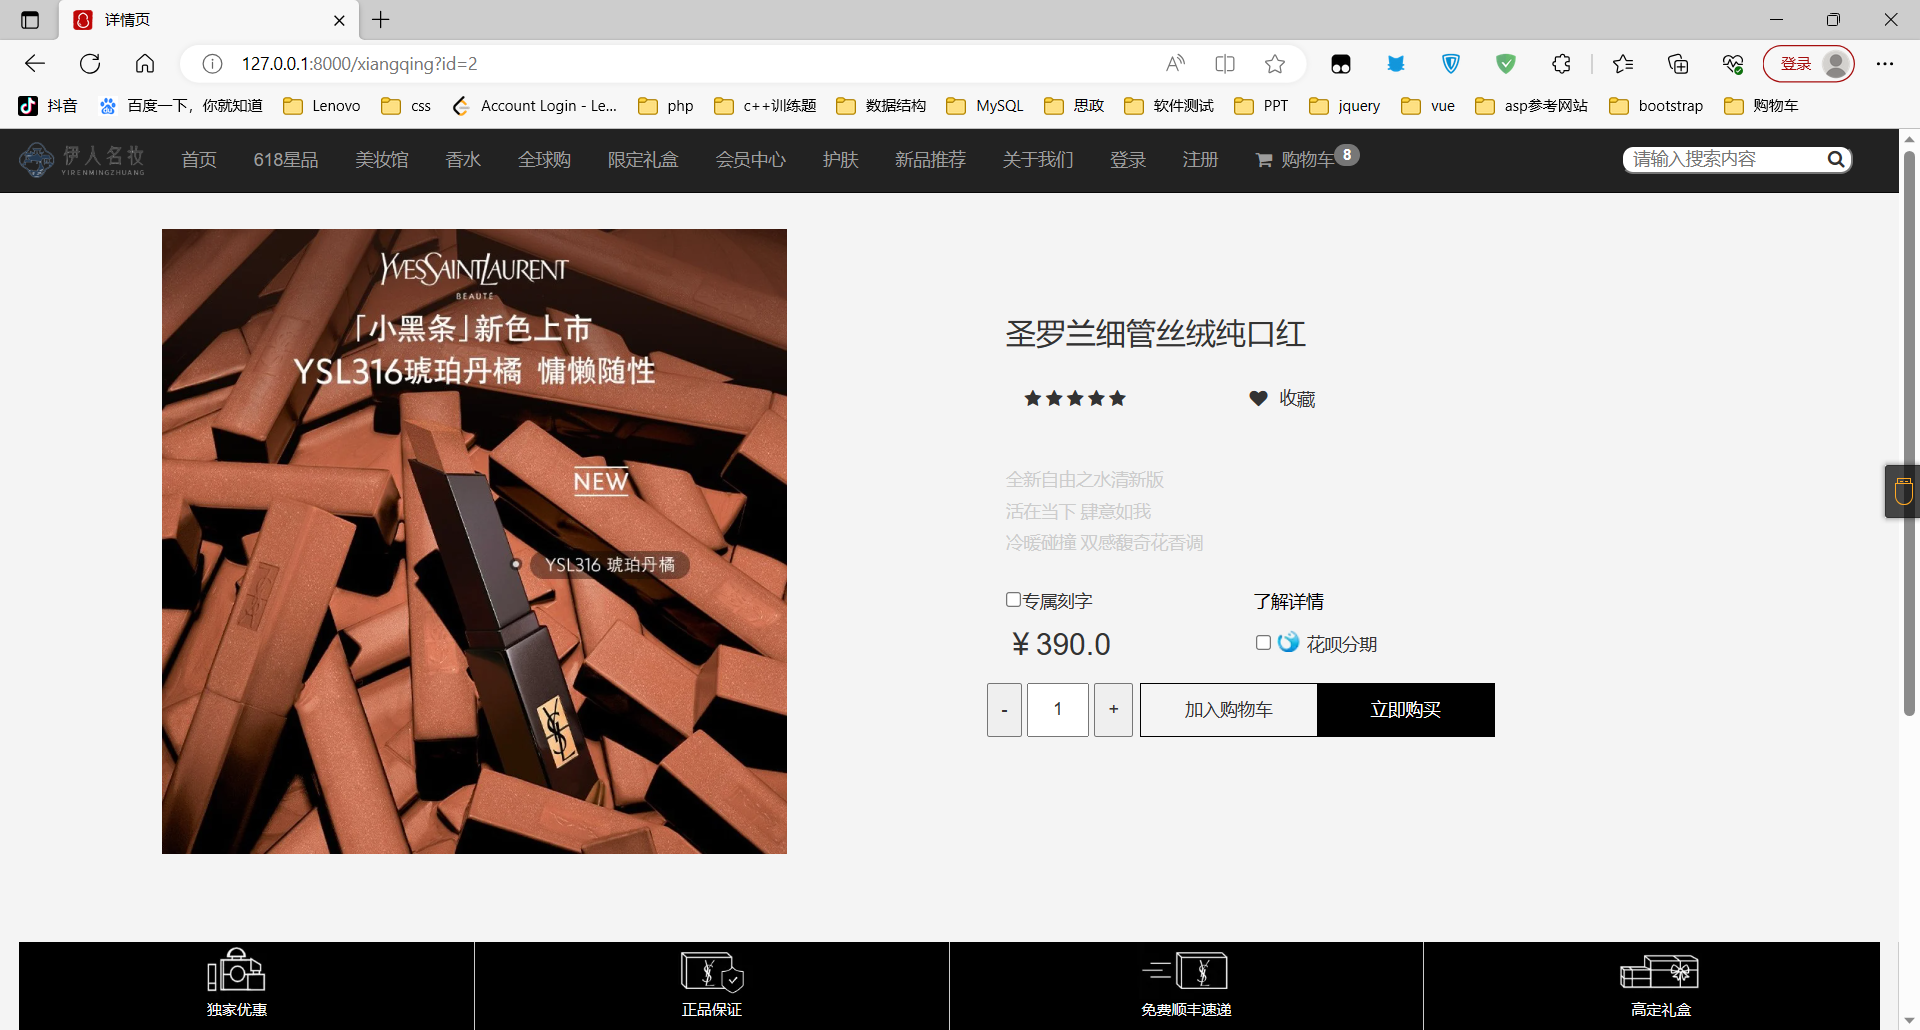 详情页
127.0.0.1:8000/xiangqing?id=2
登录
抖音 百度一下，你就知道 Lenovo css Account Login - Le... php c++训练题 数据结构 MySQL 思政 软件测试 PPT jquery vue asp参考网站 bootstrap 购物车
伊人名妆
YIRENMINGZHUANG
首页 618星品 美妆馆 香水 全球购 限定礼盒 会员中心 护肤 新品推荐 关于我们 登录 注册 购物车 8
请输入搜索内容
YVESSAINTLAURENT
BEAUTÉ
「小黑条」新色上市
YSL316琥珀丹橘 慵懒随性
NEW
YSL316 琥珀丹橘
YSL
圣罗兰细管丝绒纯口红
收藏
全新自由之水清新版
活在当下 肆意如我
冷暖碰撞 双感馥奇花香调
专属刻字 了解详情
¥390.0 花呗分期
- 1 + 加入购物车 立即购买
独家优惠 正品保证 免费顺丰速递 高定礼盒